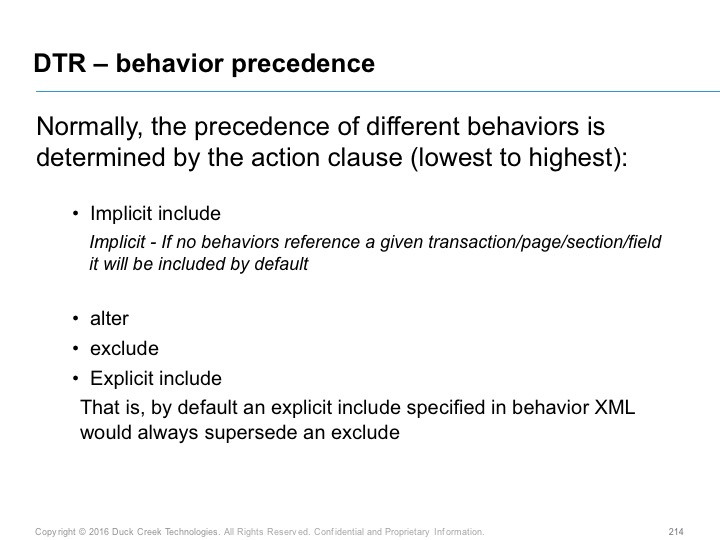 DTR – behavior precedence
Normally, the precedence of different behaviors is
determined by the action clause (lowest to highest):
• Implicit include
Implicit - If no behaviors reference a given transaction/page/section/field
it will be included by default
• alter
• exclude
• Explicit include
That is, by default an explicit include specified in behavior XML
would always supersede an exclude
Copyright © 2016 Duck Creek Technologies. All Rights Reserved. Confidential and Proprietary Information. 214